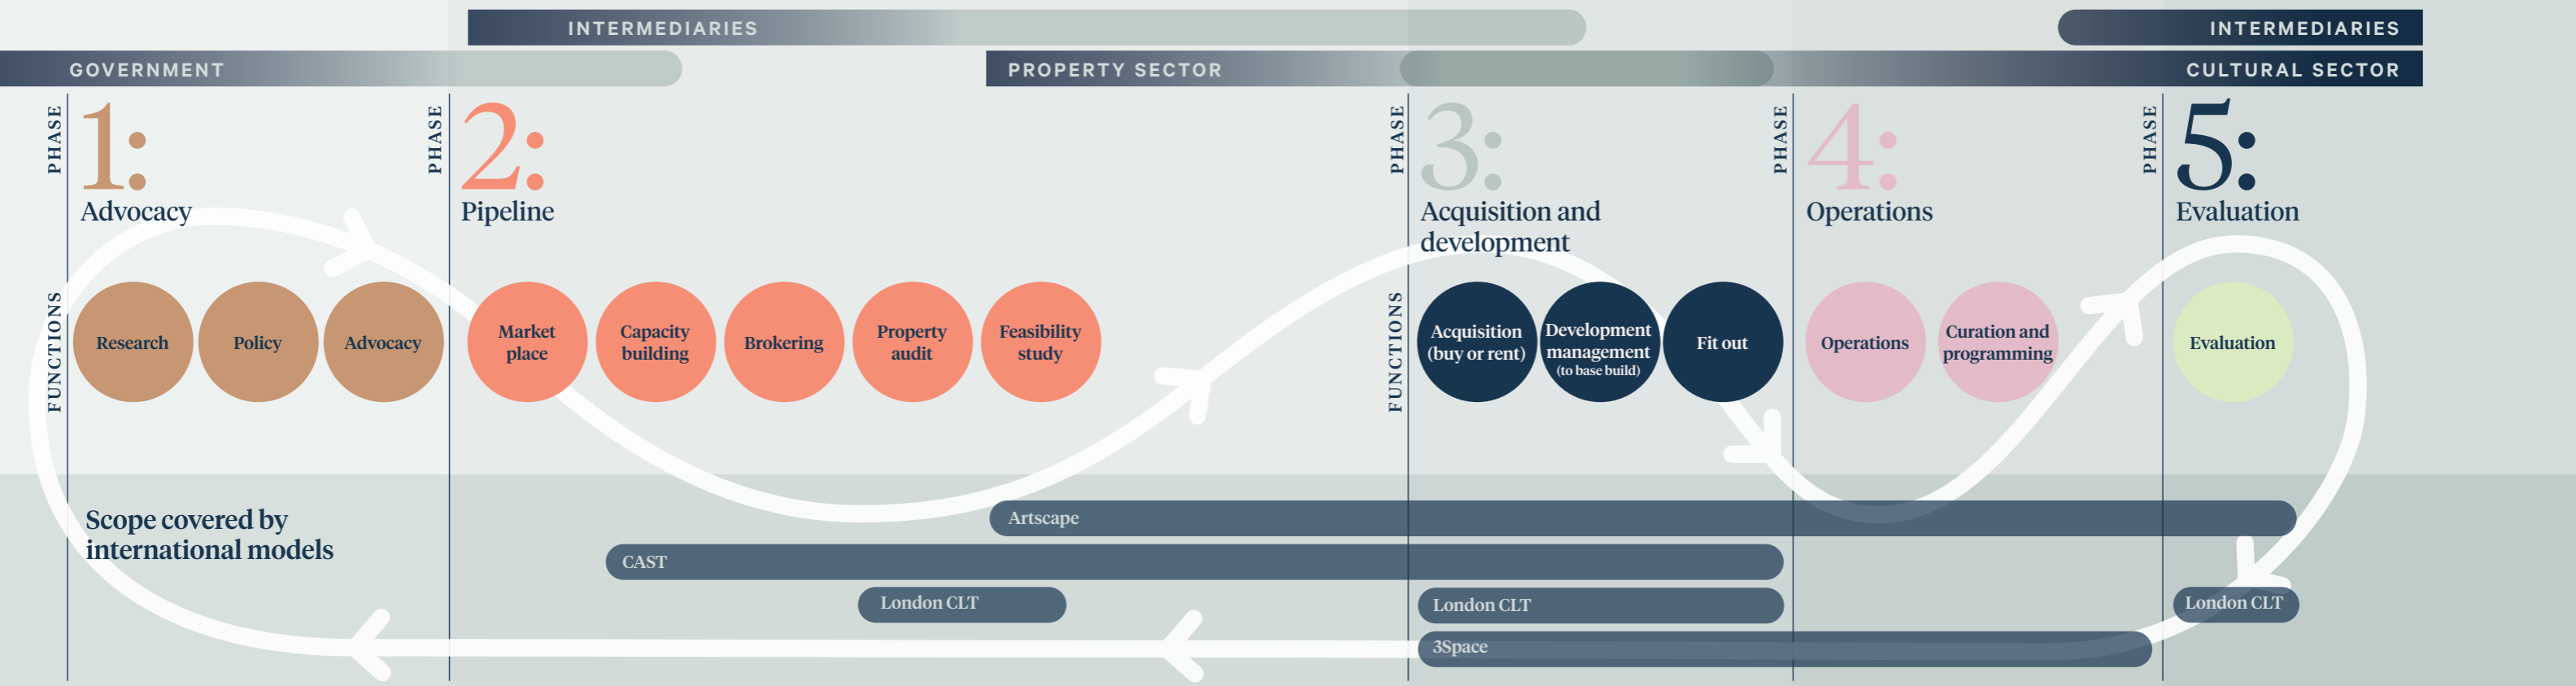 INTERMEDIARIES
INTERMEDIARIES
GOVERNMENT
PROPERTY SECTOR
CULTURAL SECTOR
PHASE
1:
Advocacy
PHASE
2:
Pipeline
PHASE
3:
Acquisition and
development
PHASE
4:
Operations
PHASE
5:
Evaluation
FUNCTIONS
Research
Policy
Advocacy
Market
place
Capacity
building
Brokering
Property
audit
Feasibility
study
FUNCTIONS
Acquisition
(buy or rent)
Development
management
(to base build)
Fit out
Operations
Curation and
programming
Evaluation
Scope covered by
international models
Artscape
CAST
London CLT
London CLT
London CLT
3Space